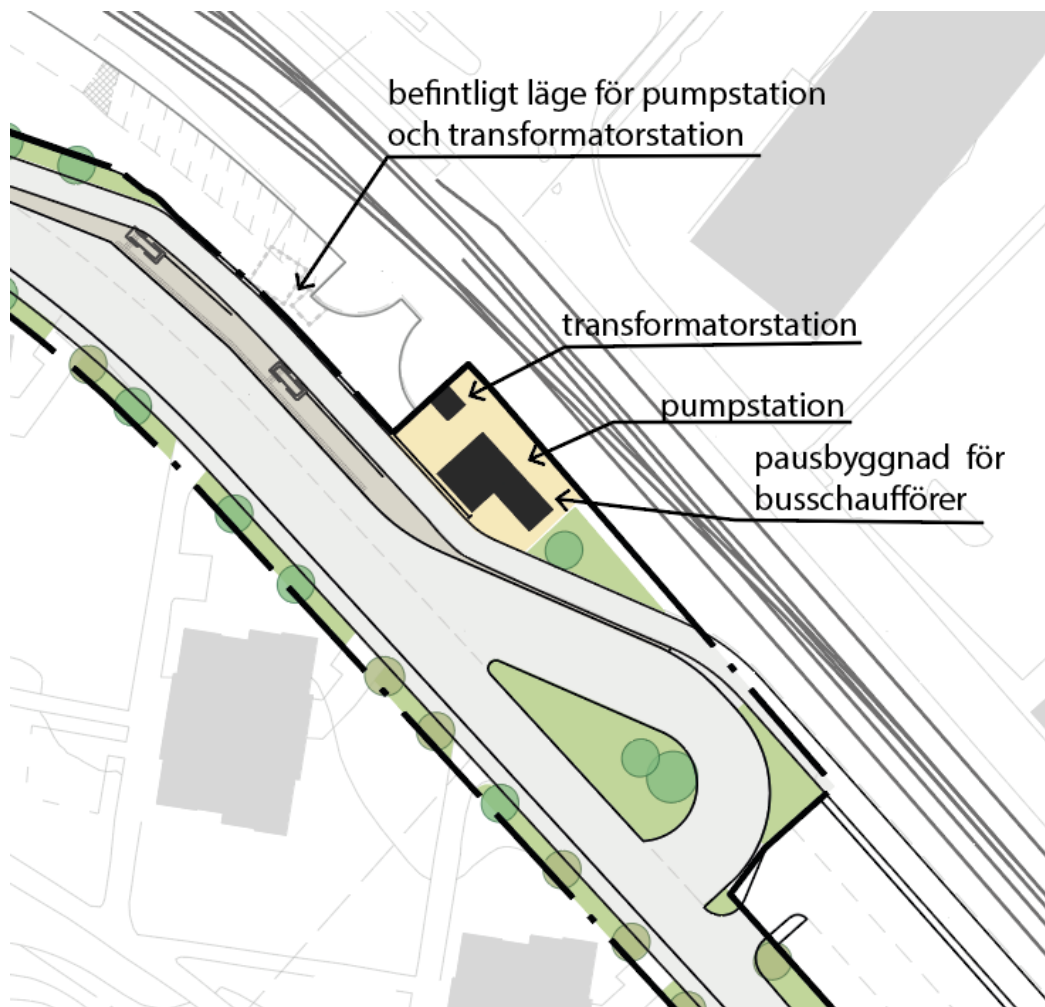 befintligt läge för pumpstation
och transformatorstation
transformatorstation
pumpstation
pausbyggnad för
busschaufförer